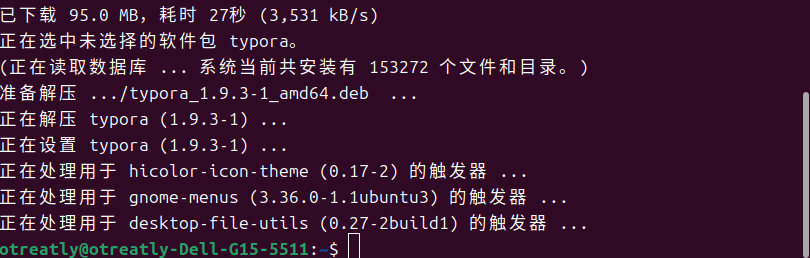 已下载 95.0 MB，耗时 27秒 (3,531 kB/s)
正在选中未选择的软件包 typora。
(正在读取数据库 ... 系统当前共安装有 153272 个文件和目录。)
准备解压 .../typora_1.9.3-1_amd64.deb  ...
正在解压 typora (1.9.3-1) ...
正在设置 typora (1.9.3-1) ...
正在处理用于 hicolor-icon-theme (0.17-2) 的触发器 ...
正在处理用于 gnome-menus (3.36.0-1.1ubuntu3) 的触发器 ...
正在处理用于 desktop-file-utils (0.27-2build1) 的触发器 ...
otreatly@otreatly-Dell-G15-5511:~$